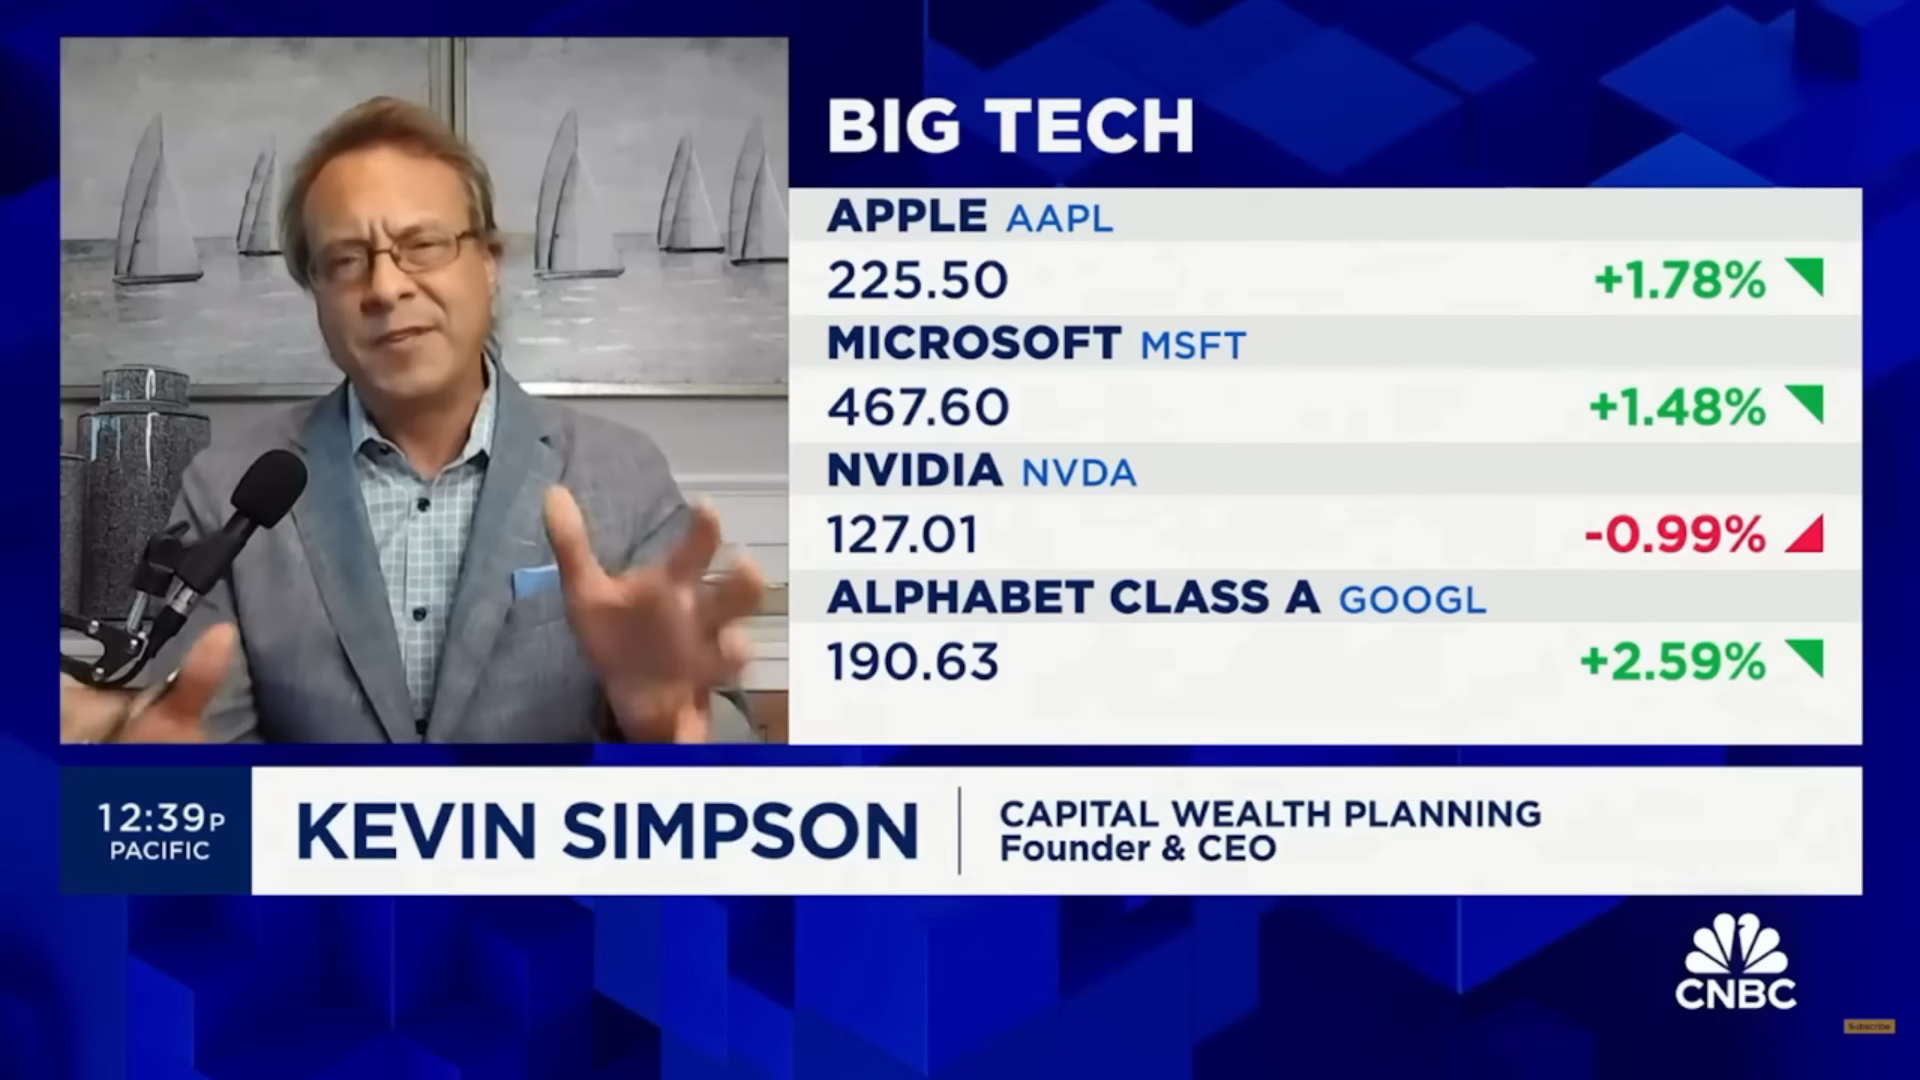 BIG TECH
APPLE AAPL
225.50 +1.78%
MICROSOFT MSFT
467.60 +1.48%
NVIDIA NVDA
127.01 -0.99%
ALPHABET CLASS A GOOGL
190.63 +2.59%
12:39P
PACIFIC
KEVIN SIMPSON
CAPITAL WEALTH PLANNING
Founder & CEO
CNBC
Subscribe